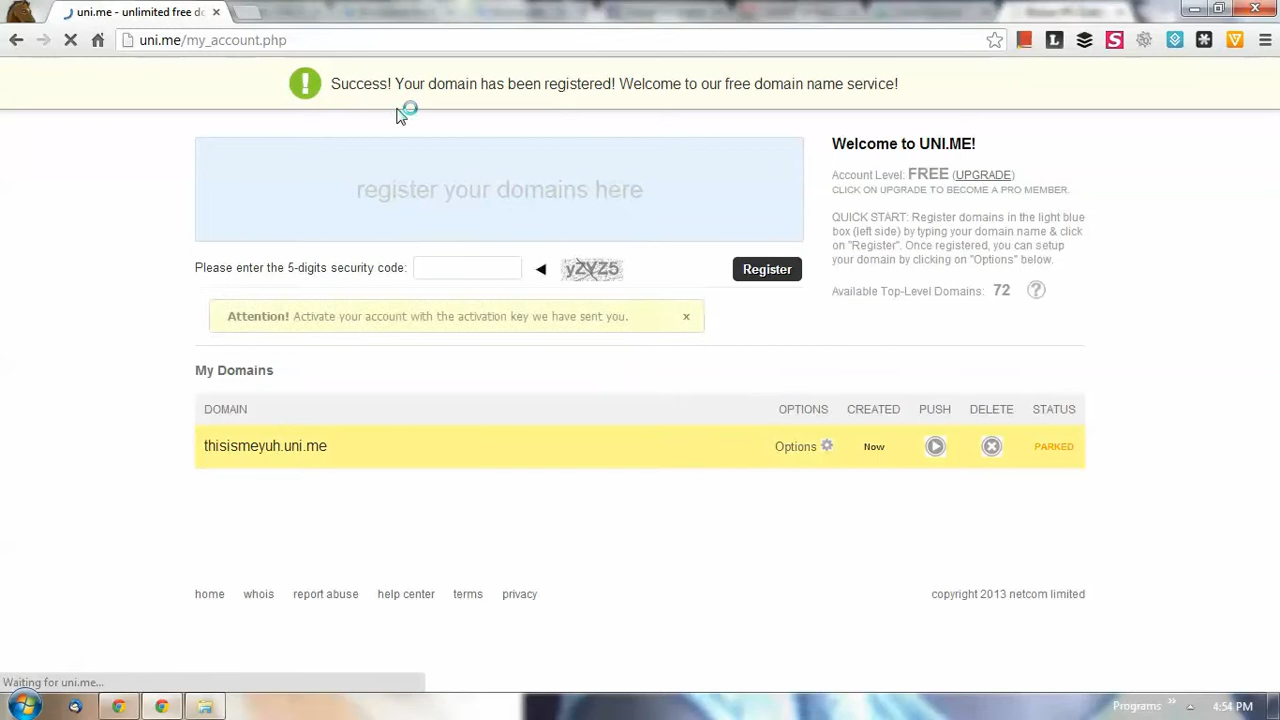 uni.me - unlimited free do
uni.me/my_account.php
Success! Your domain has been registered! Welcome to our free domain name service!
register your domains here
Please enter the 5-digits security code:
yZYZ5
Register
Attention! Activate your account with the activation key we have sent you.
x
Welcome to UNI.ME!
Account Level: FREE (UPGRADE)
CLICK ON UPGRADE TO BECOME A PRO MEMBER.
QUICK START: Register domains in the light blue
box (left side) by typing your domain name & click
on "Register". Once registered, you can setup
your domain by clicking on "Options" below.
Available Top-Level Domains: 72 ?
My Domains
DOMAIN OPTIONS CREATED PUSH DELETE STATUS
thisismeyuh.uni.me Options Now PARKED
home whois report abuse help center terms privacy copyright 2013 netcom limited
Waiting for uni.me...
Programs » 4:54 PM